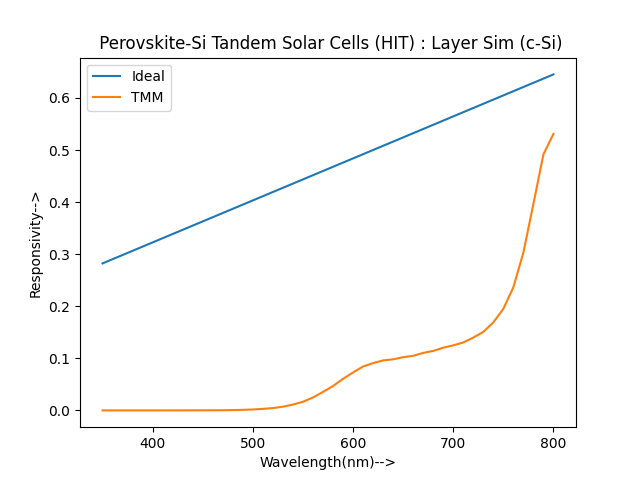 Perovskite-Si Tandem Solar Cells (HIT) : Layer Sim (c-Si)
Ideal
TMM
0.6
0.5
0.4
0.3
0.2
0.1
0.0
Responsivity-->
400
500
600
700
800
Wavelength(nm)-->